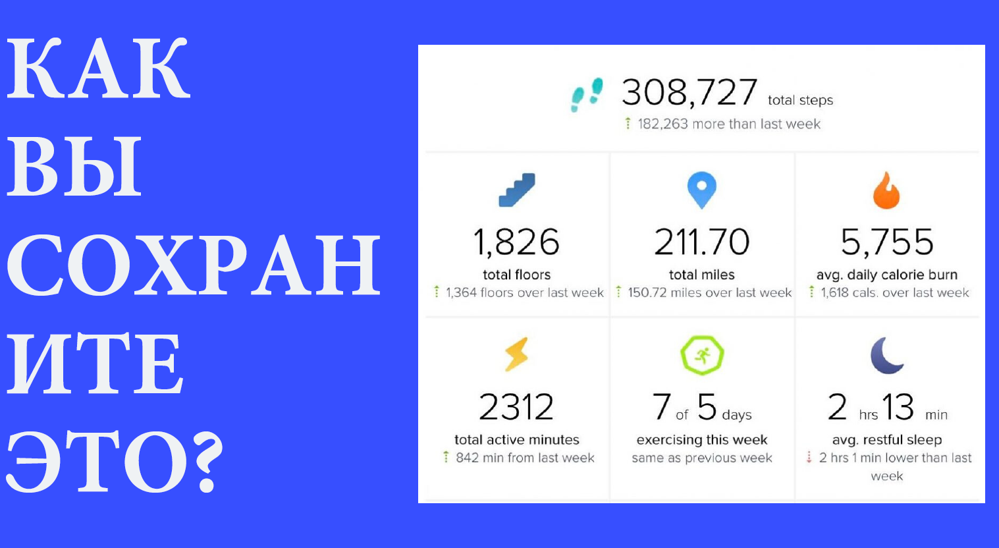 КАК
ВЫ
СОХРАН
ИТЕ
ЭТО?
308,727 total steps
182,263 more than last week
1,826
total floors
1,364 floors over last week
211.70
total miles
150.72 miles over last week
5,755
avg. daily calorie burn
1,618 cals. over last week
2312
total active minutes
842 min from last week
7 of 5 days
exercising this week
same as previous week
2 hrs 13 min
avg. restful sleep
2 hrs 1 min lower than last
week